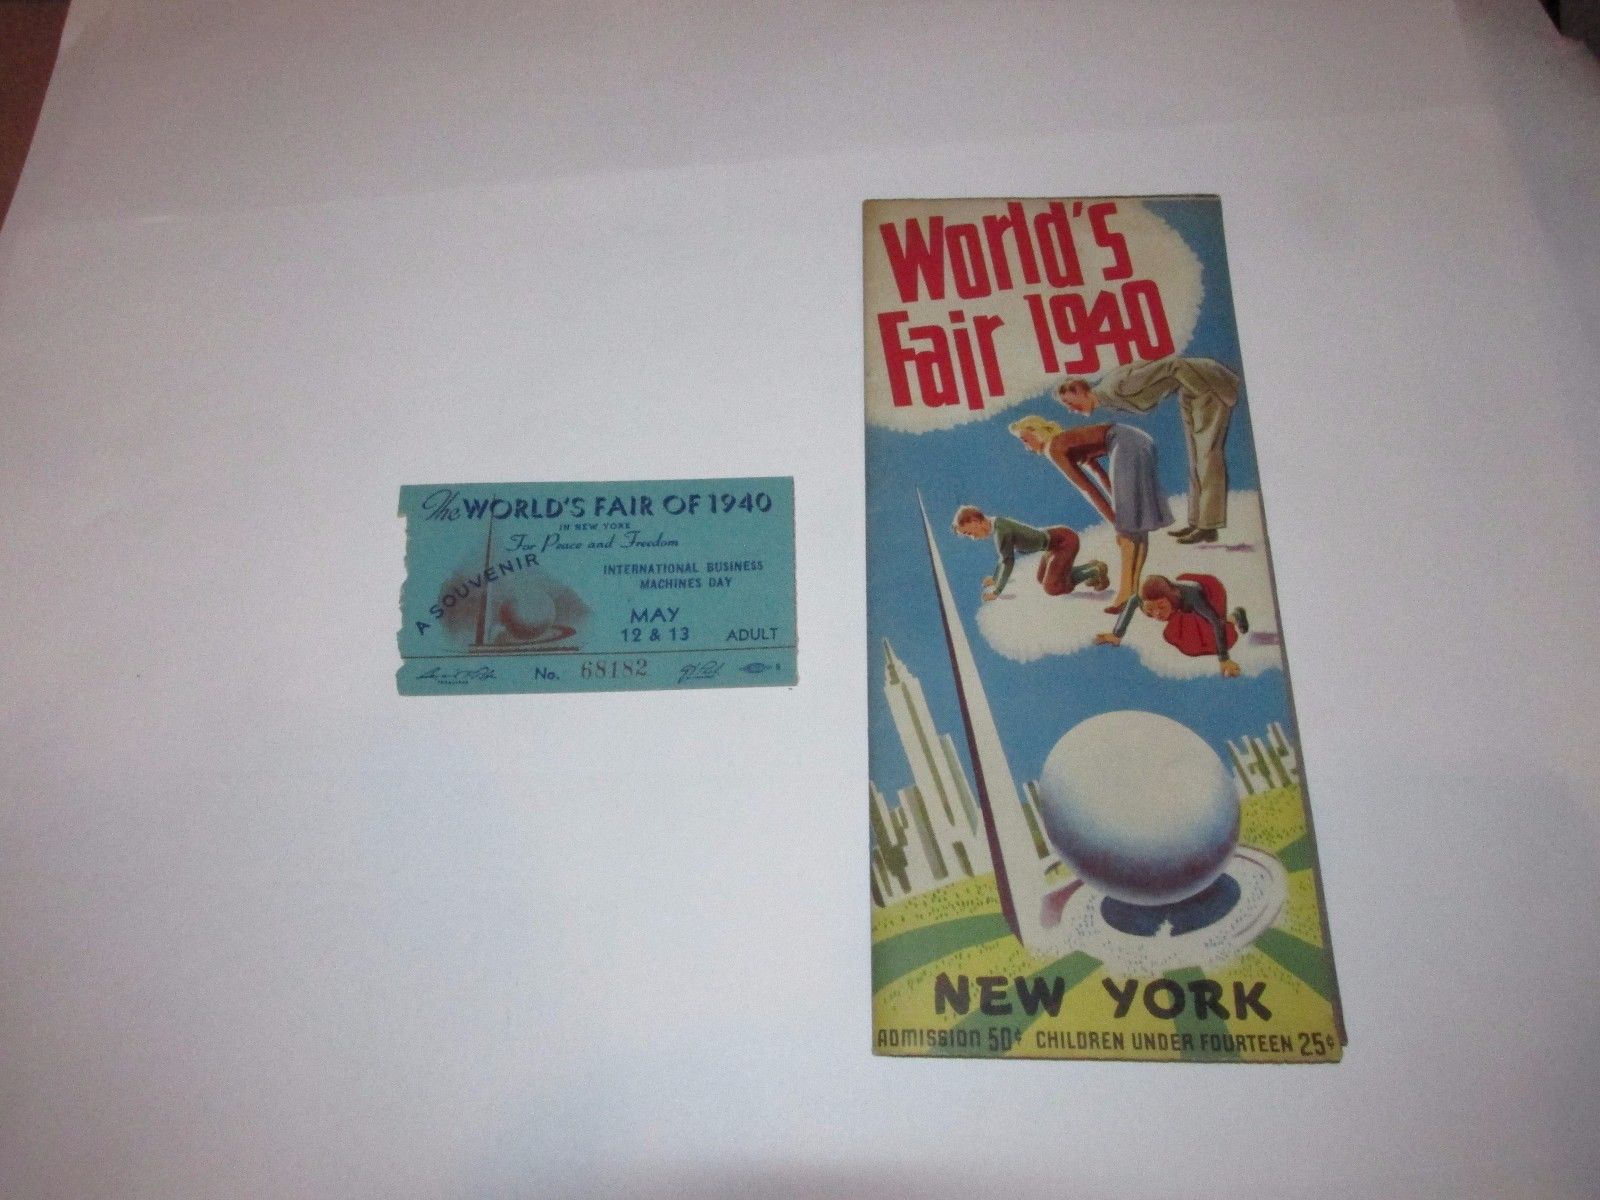 The WORLD'S FAIR OF 1940
IN NEW YORK
For Peace and Freedom
A SOUVENIR
INTERNATIONAL BUSINESS
MACHINES DAY
MAY
12 & 13 ADULT
No. 68182
World's
Fair 1940
NEW YORK
ADMISSION 50¢ CHILDREN UNDER FOURTEEN 25¢